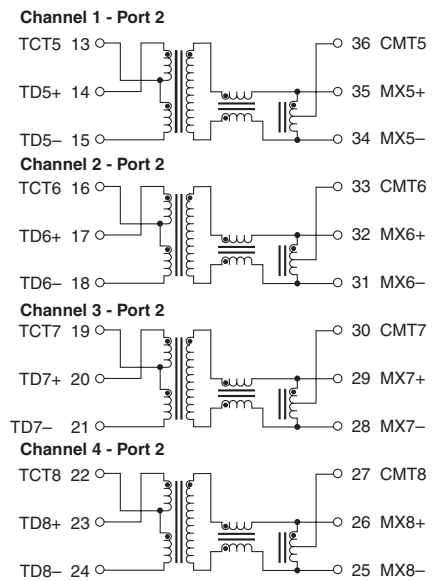 Channel 1 - Port 2
TCT5 13 36 CMT5
TD5+ 14 35 MX5+
TD5– 15 34 MX5–
Channel 2 - Port 2
TCT6 16 33 CMT6
TD6+ 17 32 MX6+
TD6– 18 31 MX6–
Channel 3 - Port 2
TCT7 19 30 CMT7
TD7+ 20 29 MX7+
TD7– 21 28 MX7–
Channel 4 - Port 2
TCT8 22 27 CMT8
TD8+ 23 26 MX8+
TD8– 24 25 MX8–